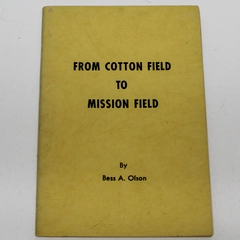 FROM COTTON FIELD
TO
MISSION FIELD
By
Bess A. Olson